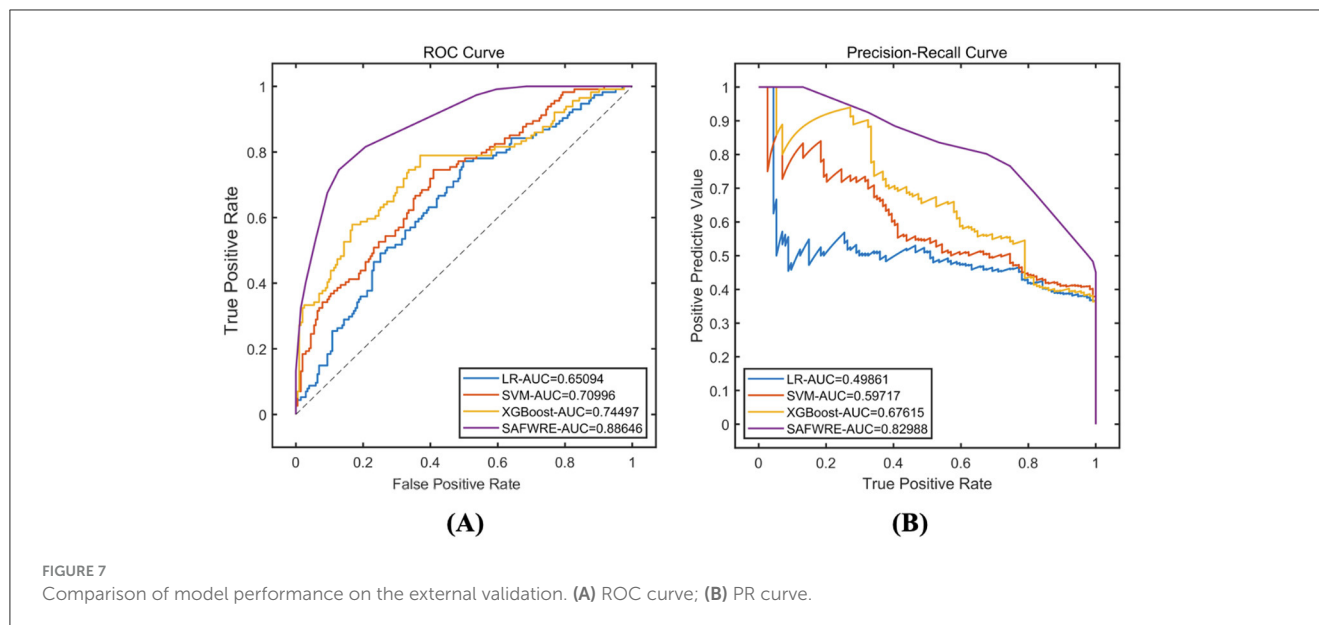 ROC Curve
1
0.8
0.6
0.4
0.2
0
True Positive Rate
LR-AUC=0.65094
SVM-AUC=0.70996
XGBoost-AUC=0.74497
SAFWRE-AUC=0.88646
0 0.2 0.4 0.6 0.8 1
False Positive Rate
(A)
Precision-Recall Curve
1
0.9
0.8
0.7
0.6
0.5
0.4
0.3
0.2
0.1
0
Positive Predictive Value
LR-AUC=0.49861
SVM-AUC=0.59717
XGBoost-AUC=0.67615
SAFWRE-AUC=0.82988
0 0.2 0.4 0.6 0.8 1
True Positive Rate
(B)
FIGURE 7
Comparison of model performance on the external validation. (A) ROC curve; (B) PR curve.